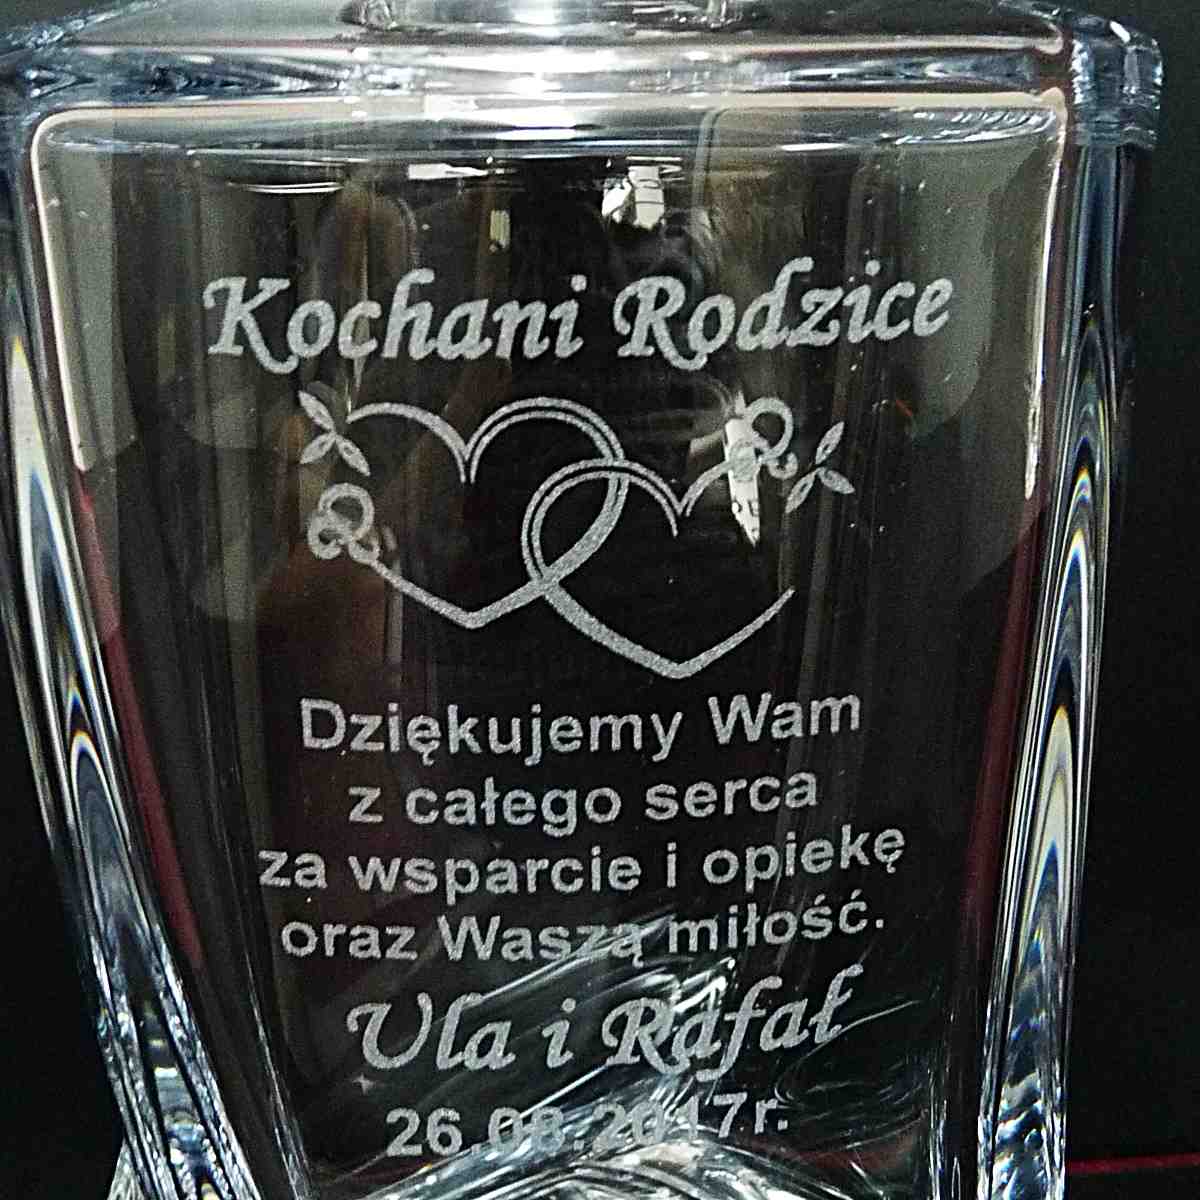 Kochani Rodzice
Dziękujemy Wam
z całego serca
za wsparcie i opiekę
oraz Waszą miłość.
Ula i Rafał
26.08.2017r.